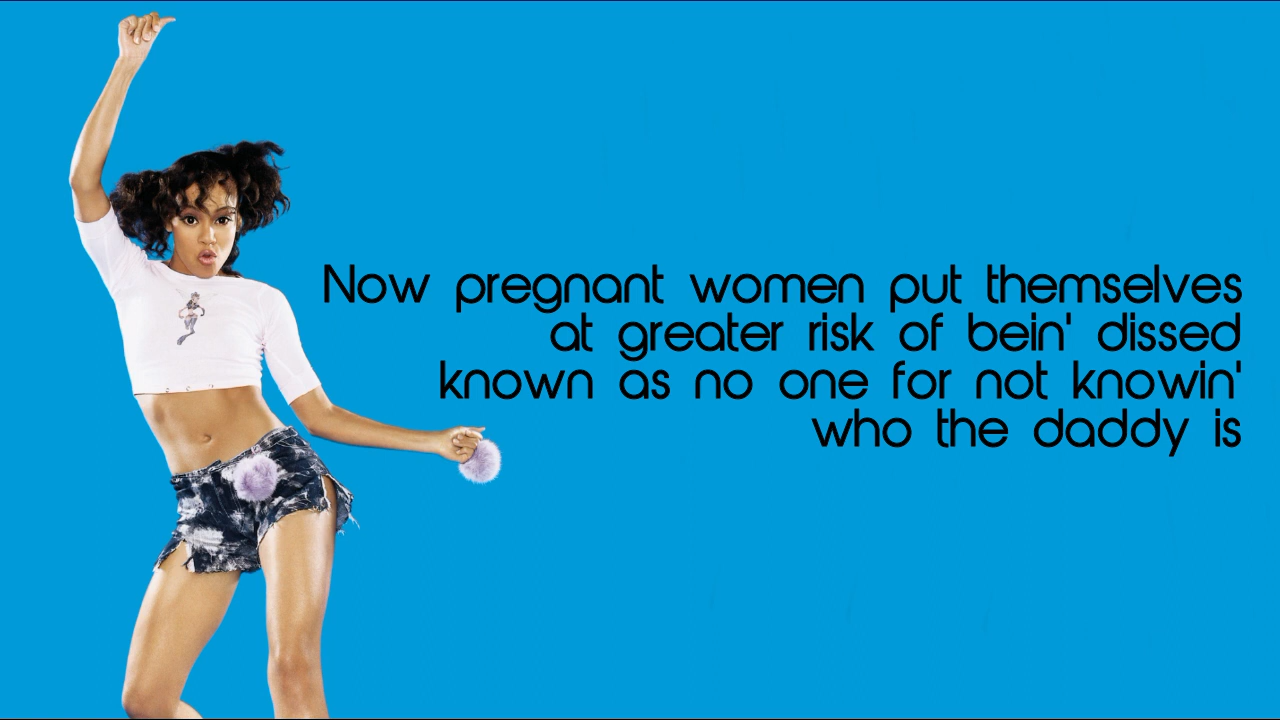 Now pregnant women put themselves
at greater risk of bein' dissed
known as no one for not knowin'
who the daddy is